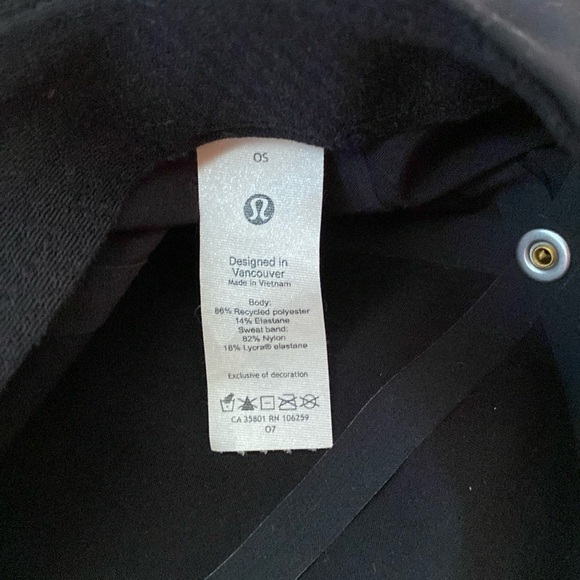 OS
Designed in
Vancouver
Made in Vietnam
Body:
86% Recycled polyester
14% Elastane
Sweat band:
82% Nylon
18% Lycra® elastane
Exclusive of decoration
CA 35801 RN 106259
07